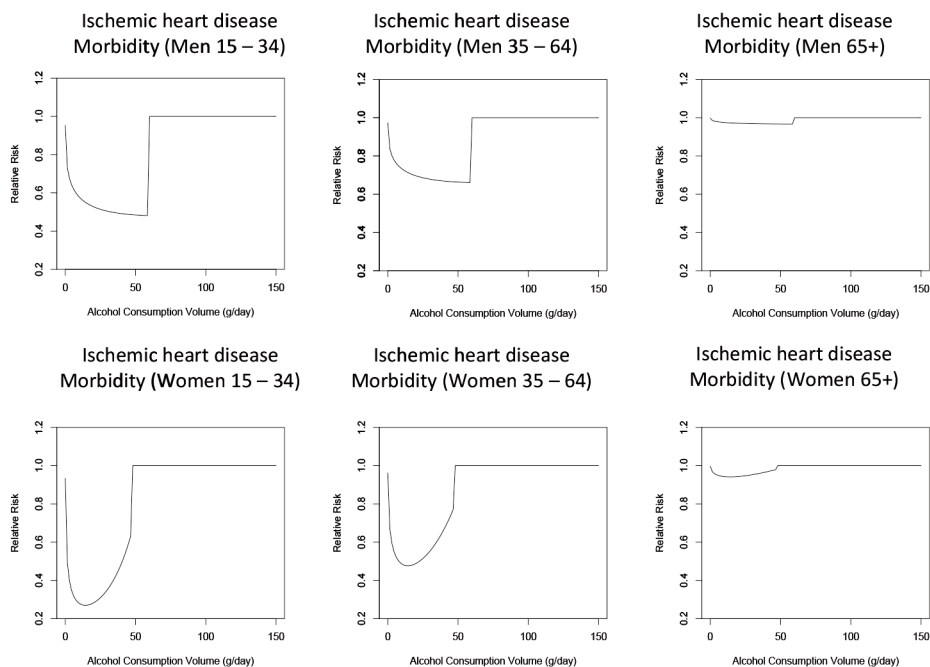 Ischemic heart disease
Morbidity (Men 15 – 34)
1.2
1.0
0.8
0.6
0.4
0.2
Relative Risk
0
50
100
150
Alcohol Consumption Volume (g/day)
Ischemic heart disease
Morbidity (Men 35 – 64)
1.2
1.0
0.8
0.6
0.4
0.2
Relative Risk
0
50
100
150
Alcohol Consumption Volume (g/day)
Ischemic heart disease
Morbidity (Men 65+)
1.2
1.0
0.8
0.6
0.4
0.2
Relative Risk
0
50
100
150
Alcohol Consumption Volume (g/day)
Ischemic heart disease
Morbidity (Women 15 – 34)
1.2
1.0
0.8
0.6
0.4
0.2
Relative Risk
0
50
100
150
Alcohol Consumption Volume (g/day)
Ischemic heart disease
Morbidity (Women 35 – 64)
1.2
1.0
0.8
0.6
0.4
0.2
Relative Risk
0
50
100
150
Alcohol Consumption Volume (g/day)
Ischemic heart disease
Morbidity (Women 65+)
1.2
1.0
0.8
0.6
0.4
0.2
Relative Risk
0
50
100
150
Alcohol Consumption Volume (g/day)